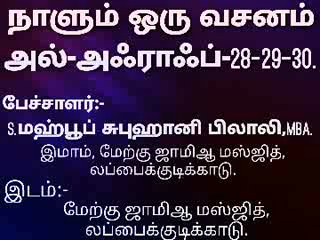 நாளும் ஒரு வசனம்
அல்-அஃராஃப்-28-29-30.
பேச்சாளர்:-
S.மஹ்பூப் சுபுஹானி பிலாலி,MBA.
இமாம், மேற்கு ஜாமிஆ மஸ்ஜித்,
லப்பைக்குடிக்காடு.
இடம்:-
மேற்கு ஜாமிஆ மஸ்ஜித்,
லப்பைக்குடிக்காடு.